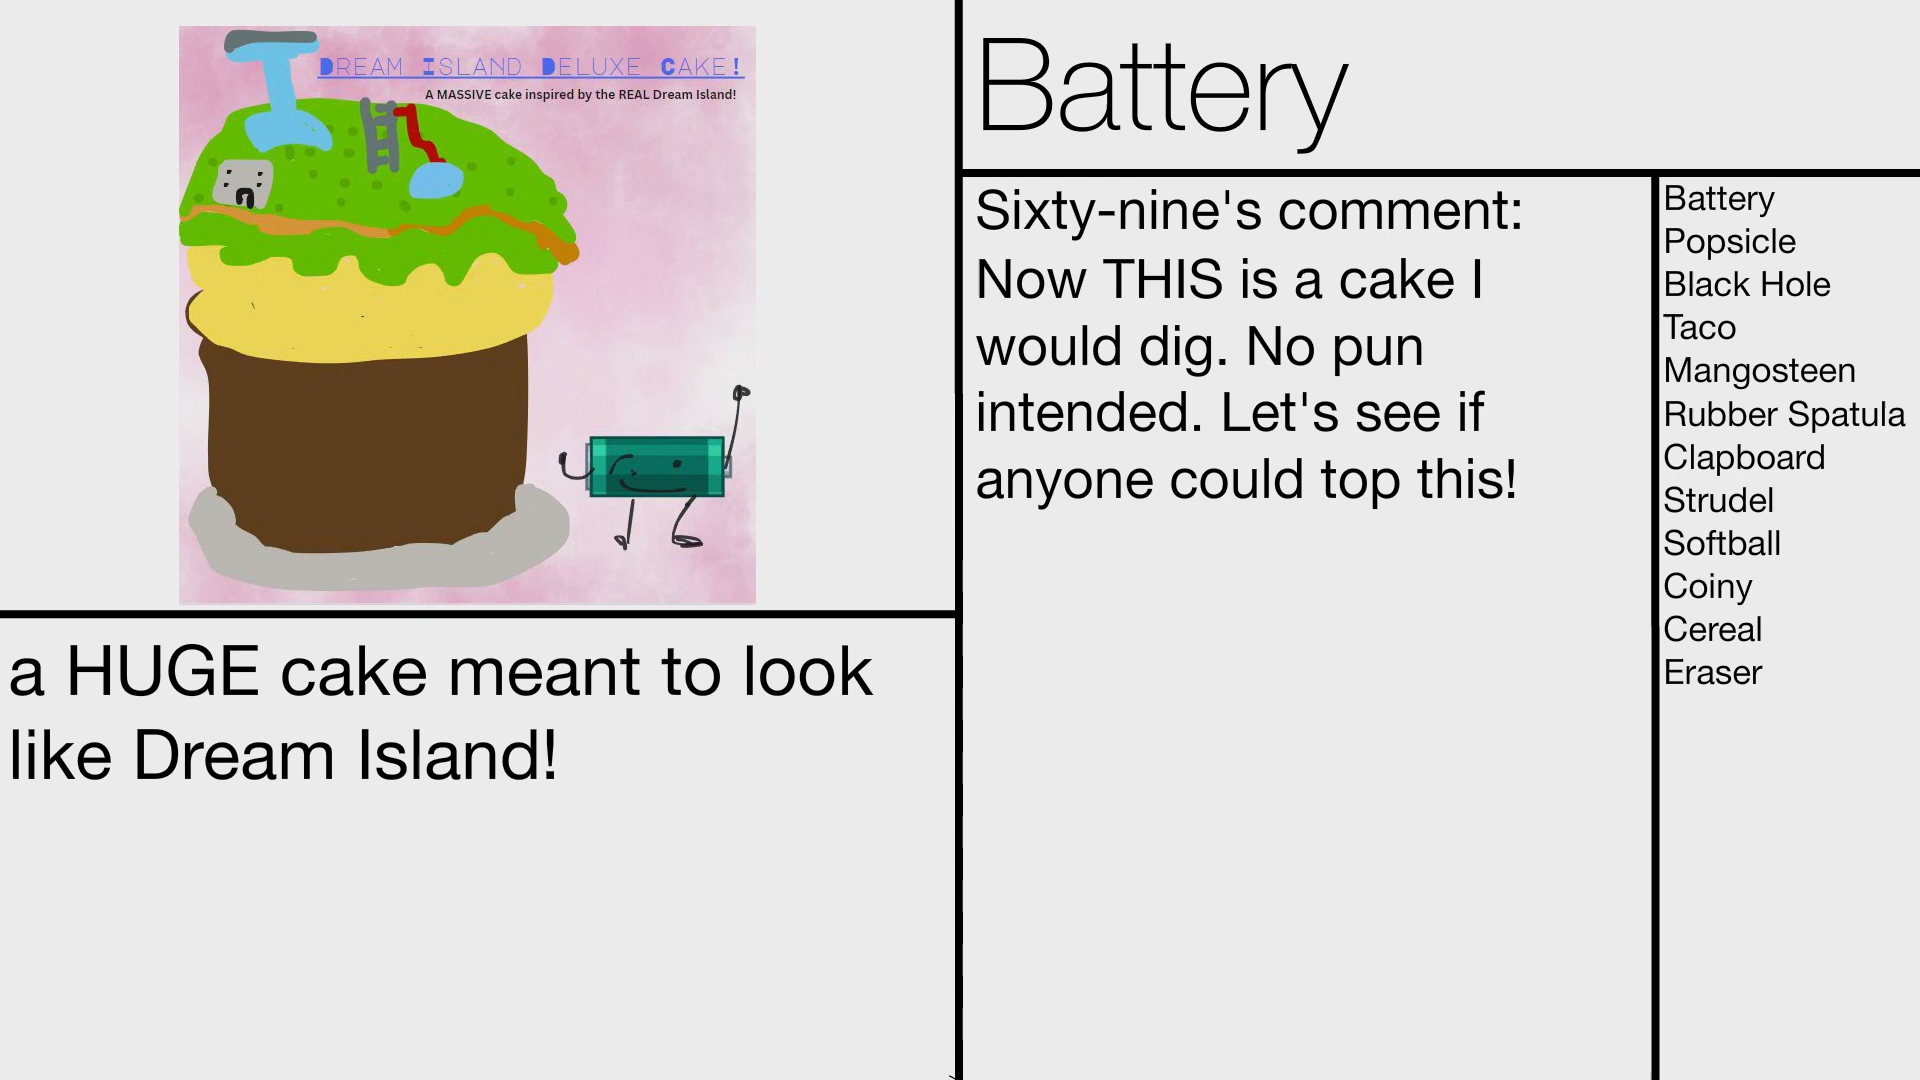 Dream Island Deluxe Cake!
A MASSIVE cake inspired by the REAL Dream Island!
a HUGE cake meant to look
like Dream Island!
Battery
Sixty-nine's comment:
Now THIS is a cake I
would dig. No pun
intended. Let's see if
anyone could top this!
Battery
Popsicle
Black Hole
Taco
Mangosteen
Rubber Spatula
Clapboard
Strudel
Softball
Coiny
Cereal
Eraser